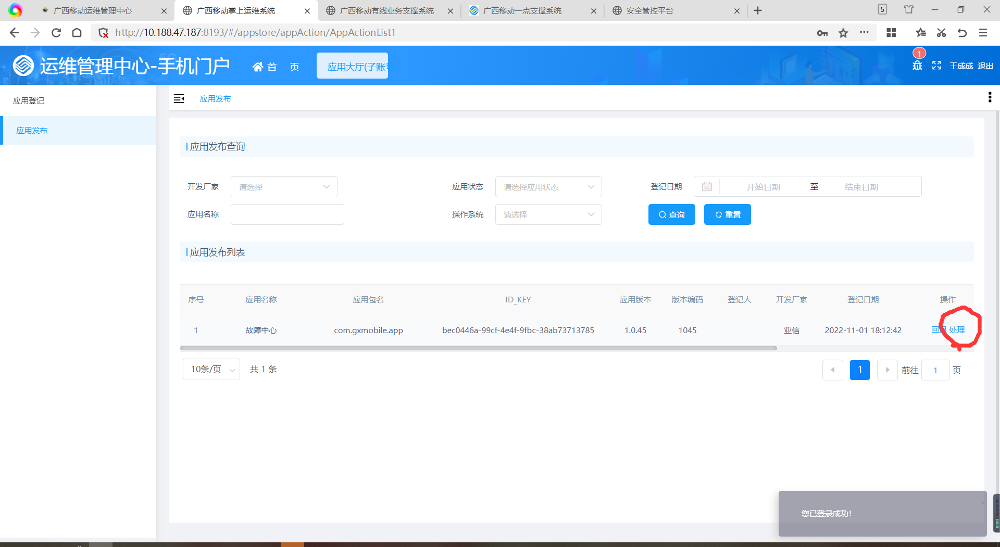 广西移动运维管理中心
广西移动掌上运维系统
广西移动有线业务支撑系统
广西移动一点支撑系统
安全管控平台
5
http://10.188.47.187:8193/#/appstore/appAction/AppActionList1
运维管理中心-手机门户
首 页
应用大厅(子账号
1
王成成 退出
应用登记
应用发布
应用发布
应用发布查询
开发厂家 请选择 应用状态 请选择应用状态 登记日期 开始日期 至 结束日期
应用名称 操作系统 请选择 查询 重置
应用发布列表
序号 应用名称 应用包名 ID_KEY 应用版本 版本编码 登记人 开发厂家 登记日期 操作
1 故障中心 com.gxmobile.app bec0446a-99cf-4e4f-9fbc-38ab73713785 1.0.45 1045 亚信 2022-11-01 18:12:42 回退 处理
10条/页 共 1 条 1 前往 1 页
您已登录成功!